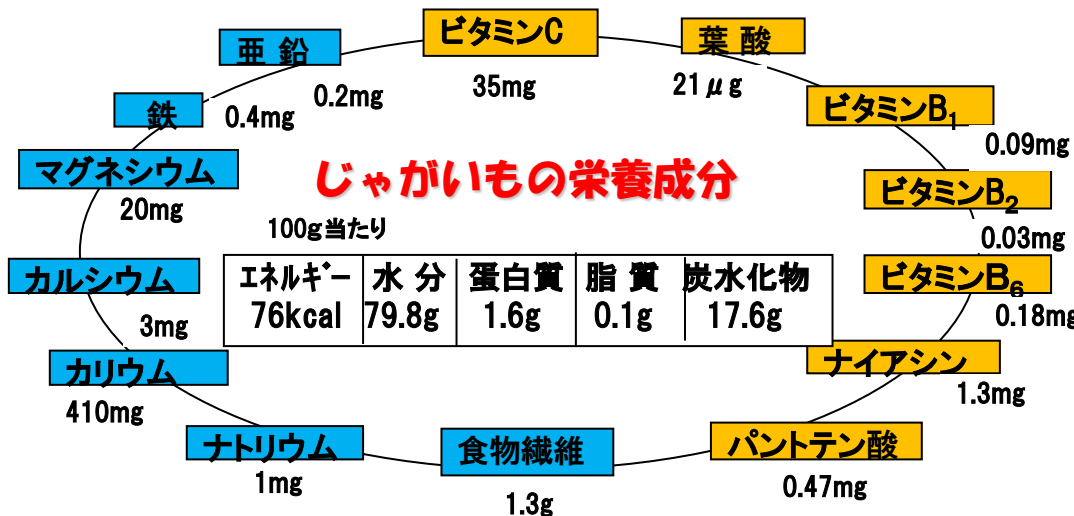 ビタミンC
35mg
葉 酸
21μg
ビタミンB1
0.09mg
ビタミンB2
0.03mg
ビタミンB6
0.18mg
ナイアシン
1.3mg
パントテン酸
0.47mg
食物繊維
1.3g
ナトリウム
1mg
カリウム
410mg
カルシウム
3mg
マグネシウム
20mg
鉄
0.4mg
亜 鉛
0.2mg
じゃがいもの栄養成分
100g当たり
エネルギー 水 分 蛋白質 脂 質 炭水化物
76kcal 79.8g 1.6g 0.1g 17.6g